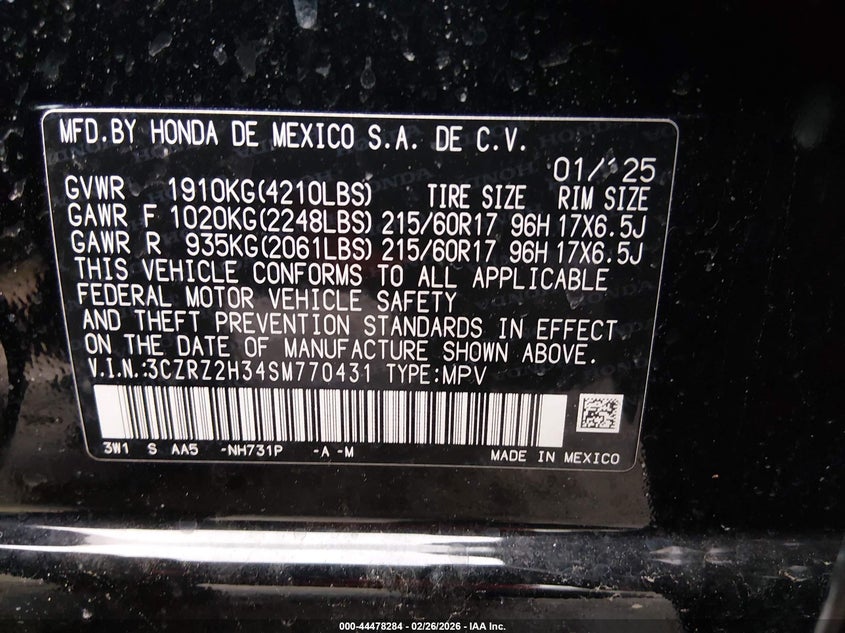 MFD.BY HONDA DE MEXICO S.A. DE C.V.
01/'25
GVWR 1910KG(4210LBS) TIRE SIZE RIM SIZE
GAWR F 1020KG(2248LBS) 215/60R17 96H 17X6.5J
GAWR R 935KG(2061LBS) 215/60R17 96H 17X6.5J
THIS VEHICLE CONFORMS TO ALL APPLICABLE
FEDERAL MOTOR VEHICLE SAFETY
AND THEFT PREVENTION STANDARDS IN EFFECT
ON THE DATE OF MANUFACTURE SHOWN ABOVE.
V.I.N.:3CZRZ2H34SM770431 TYPE:MPV
3W1 S AA5 -NH731P -A -M
MADE IN MEXICO
000-44478284 - 02/26/2026 - IAA Inc.